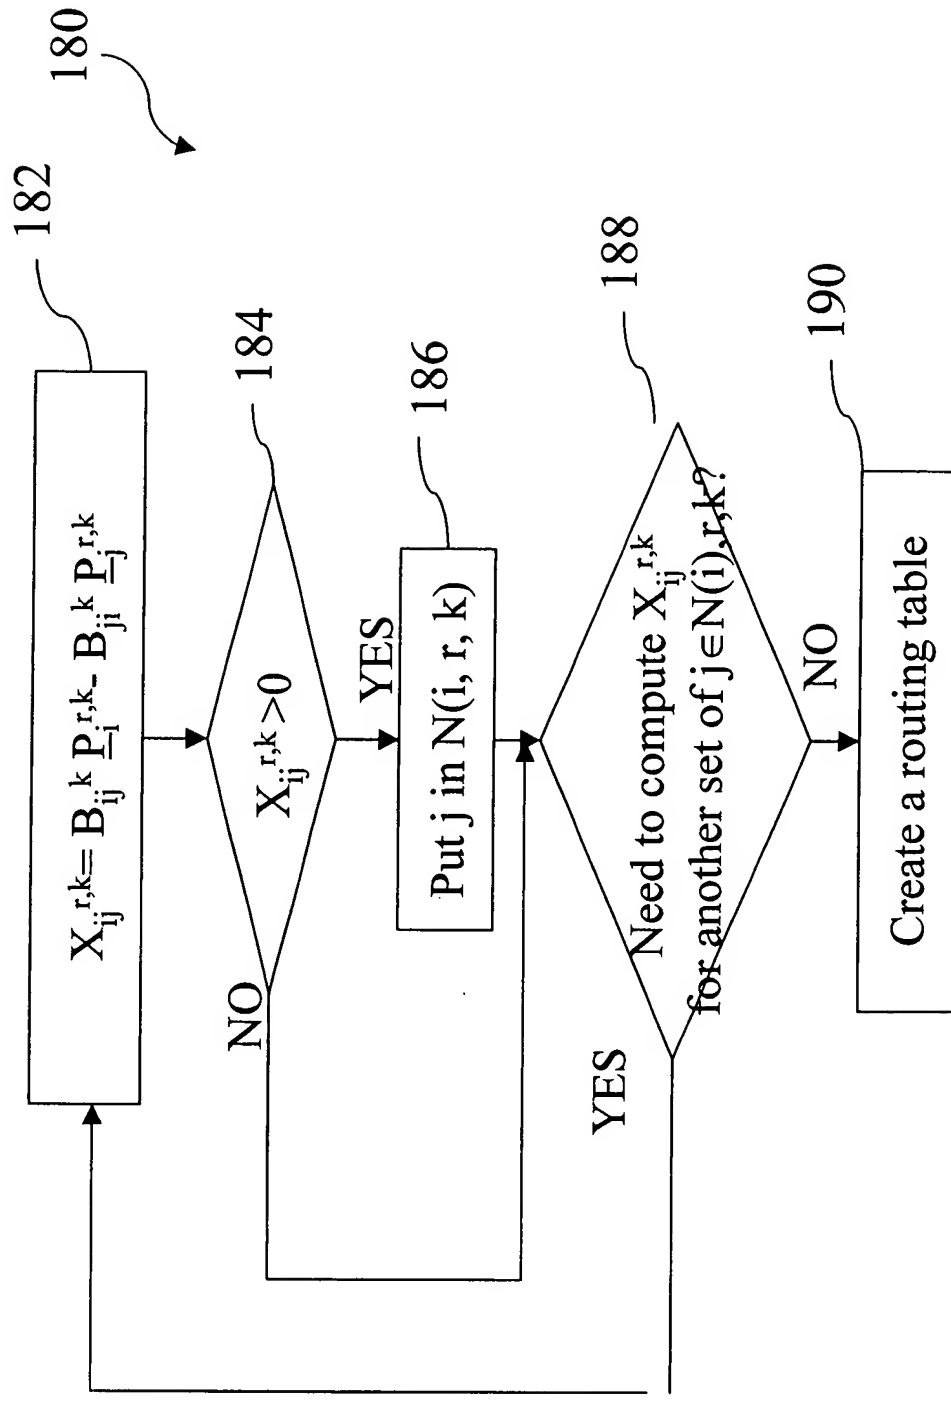 180
182
X_ij^r,k = B_ij^k P_i^r,k - B_ji^k P_j^r,k
184
X_ij^r,k >0
NO
YES
186
Put j in N(i, r, k)
188
Need to compute X_ij^r,k
for another set of j∈N(i),r,k?
YES
NO
190
Create a routing table